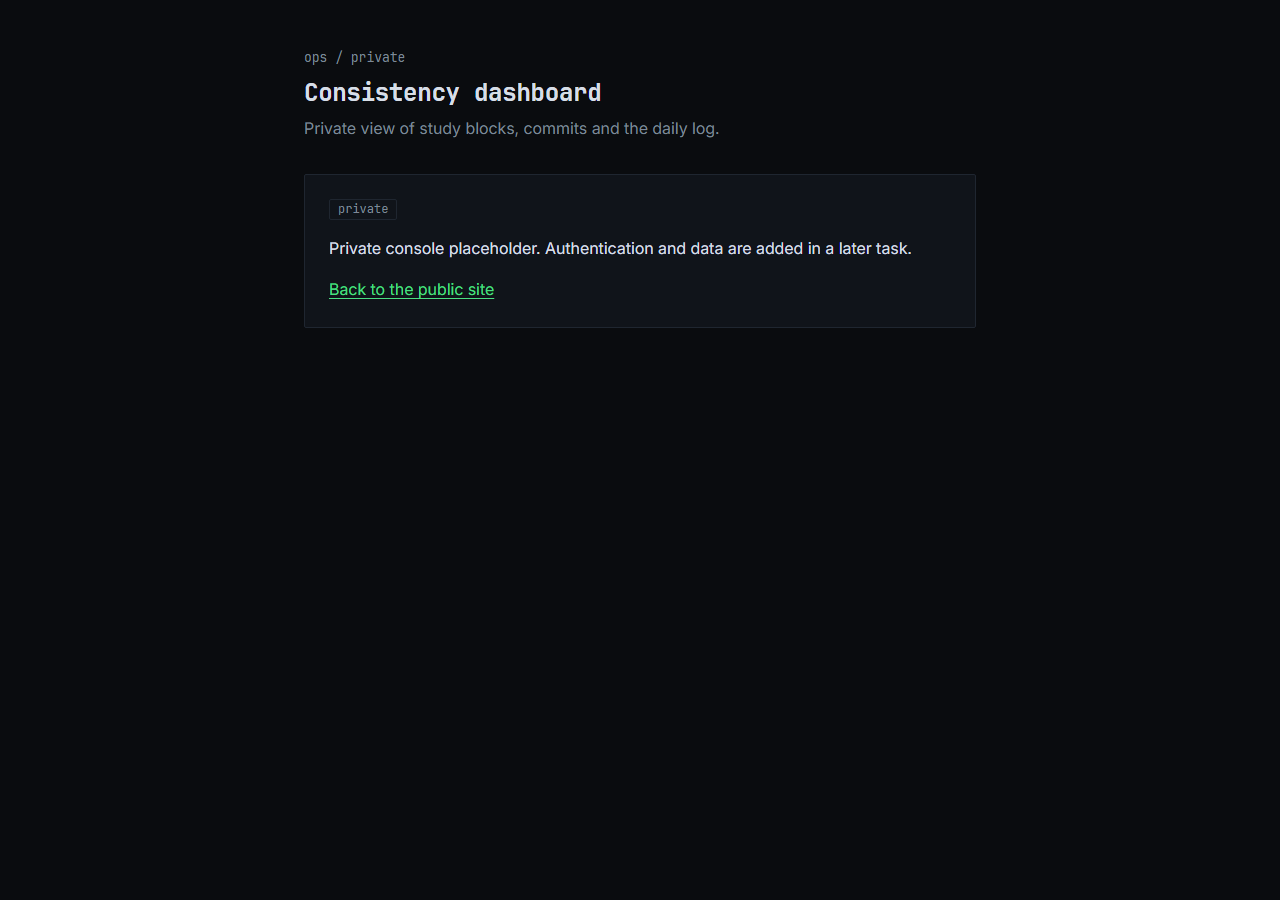 ops / private
Consistency dashboard
Private view of study blocks, commits and the daily log.
private
Private console placeholder. Authentication and data are added in a later task.
Back to the public site